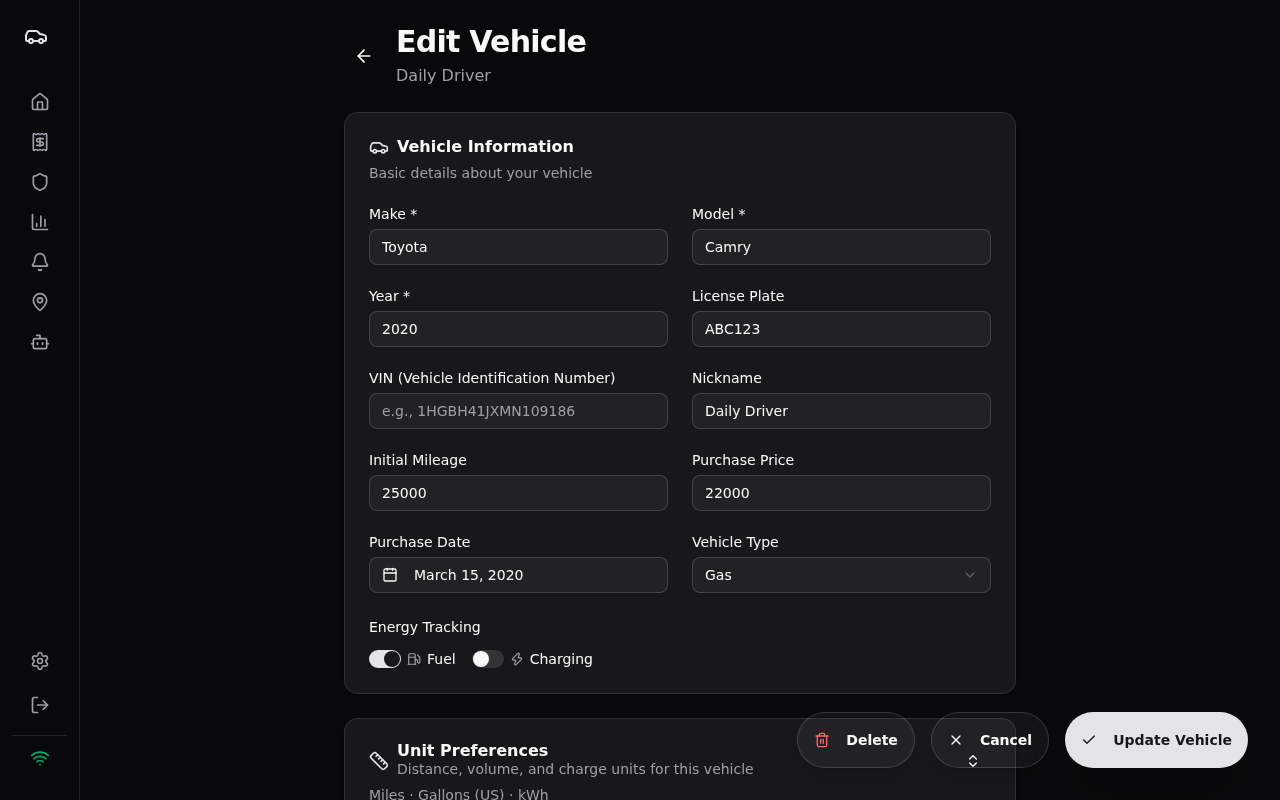 Edit Vehicle
Daily Driver
Vehicle Information
Basic details about your vehicle
Make *
Model *
Toyota
Camry
Year *
License Plate
2020
ABC123
VIN (Vehicle Identification Number)
Nickname
e.g., 1HGBH41JXMN109186
Daily Driver
Initial Mileage
Purchase Price
25000
22000
Purchase Date
Vehicle Type
March 15, 2020
Gas
Energy Tracking
Fuel
Charging
Delete
Cancel
Update Vehicle
Unit Preferences
Distance, volume, and charge units for this vehicle
Miles · Gallons (US) · kWh